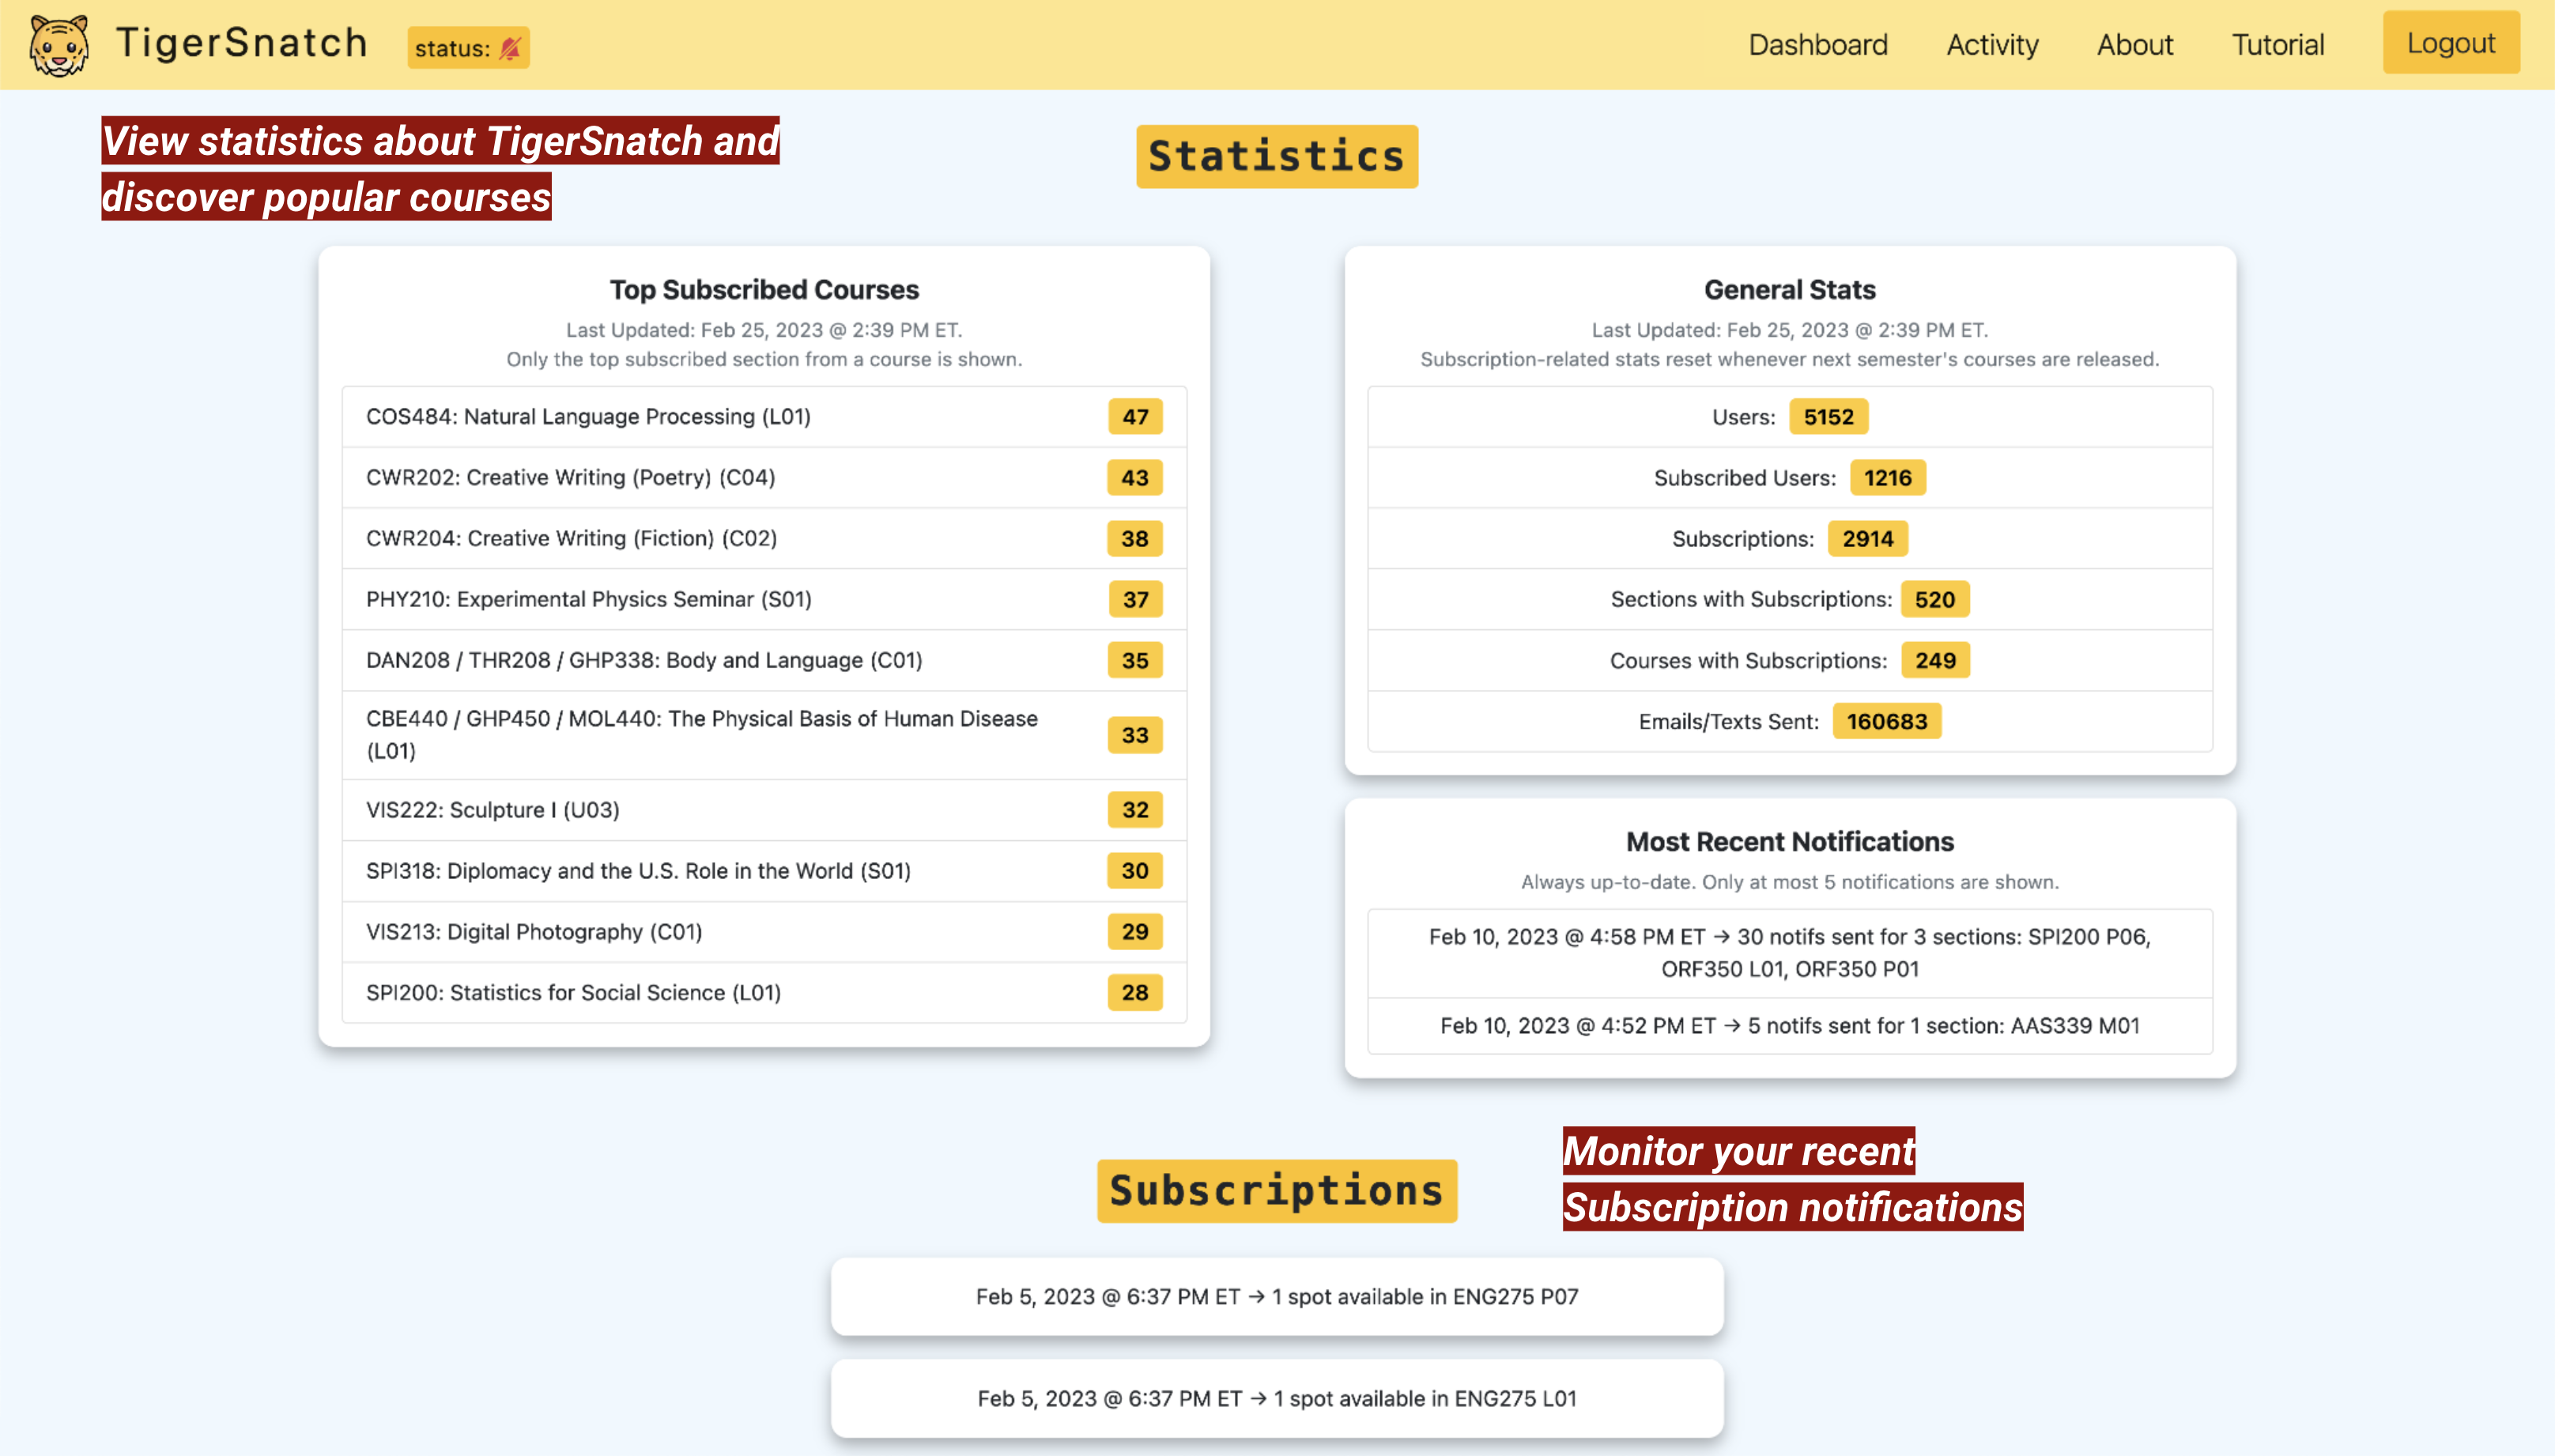 TigerSnatch
status:
Dashboard
Activity
About
Tutorial
Logout
View statistics about TigerSnatch and
discover popular courses
Statistics
Top Subscribed Courses
Last Updated: Feb 25, 2023 @ 2:39 PM ET.
Only the top subscribed section from a course is shown.
COS484: Natural Language Processing (L01) 47
CWR202: Creative Writing (Poetry) (C04) 43
CWR204: Creative Writing (Fiction) (C02) 38
PHY210: Experimental Physics Seminar (S01) 37
DAN208 / THR208 / GHP338: Body and Language (C01) 35
CBE440 / GHP450 / MOL440: The Physical Basis of Human Disease
(L01) 33
VIS222: Sculpture I (U03) 32
SPI318: Diplomacy and the U.S. Role in the World (S01) 30
VIS213: Digital Photography (C01) 29
SPI200: Statistics for Social Science (L01) 28
General Stats
Last Updated: Feb 25, 2023 @ 2:39 PM ET.
Subscription-related stats reset whenever next semester's courses are released.
Users: 5152
Subscribed Users: 1216
Subscriptions: 2914
Sections with Subscriptions: 520
Courses with Subscriptions: 249
Emails/Texts Sent: 160683
Most Recent Notifications
Always up-to-date. Only at most 5 notifications are shown.
Feb 10, 2023 @ 4:58 PM ET → 30 notifs sent for 3 sections: SPI200 P06,
ORF350 L01, ORF350 P01
Feb 10, 2023 @ 4:52 PM ET → 5 notifs sent for 1 section: AAS339 M01
Subscriptions
Monitor your recent
Subscription notifications
Feb 5, 2023 @ 6:37 PM ET → 1 spot available in ENG275 P07
Feb 5, 2023 @ 6:37 PM ET → 1 spot available in ENG275 L01